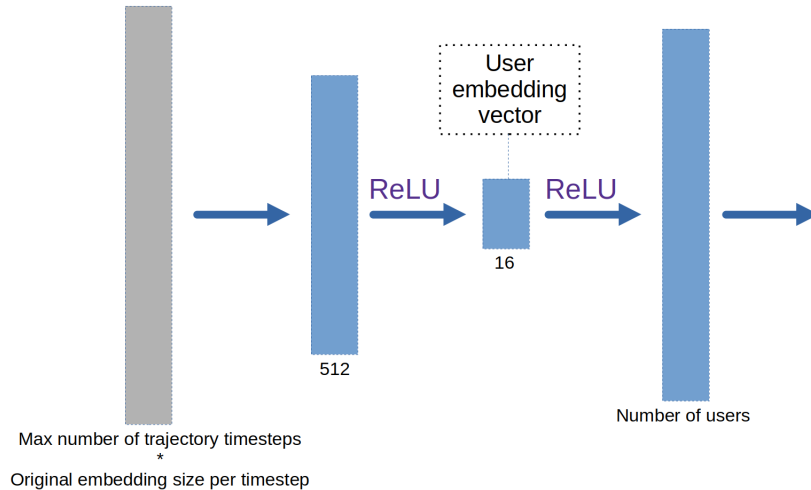 User
embedding
vector
ReLU
ReLU
16
512
Number of users
Max number of trajectory timesteps
*
Original embedding size per timestep